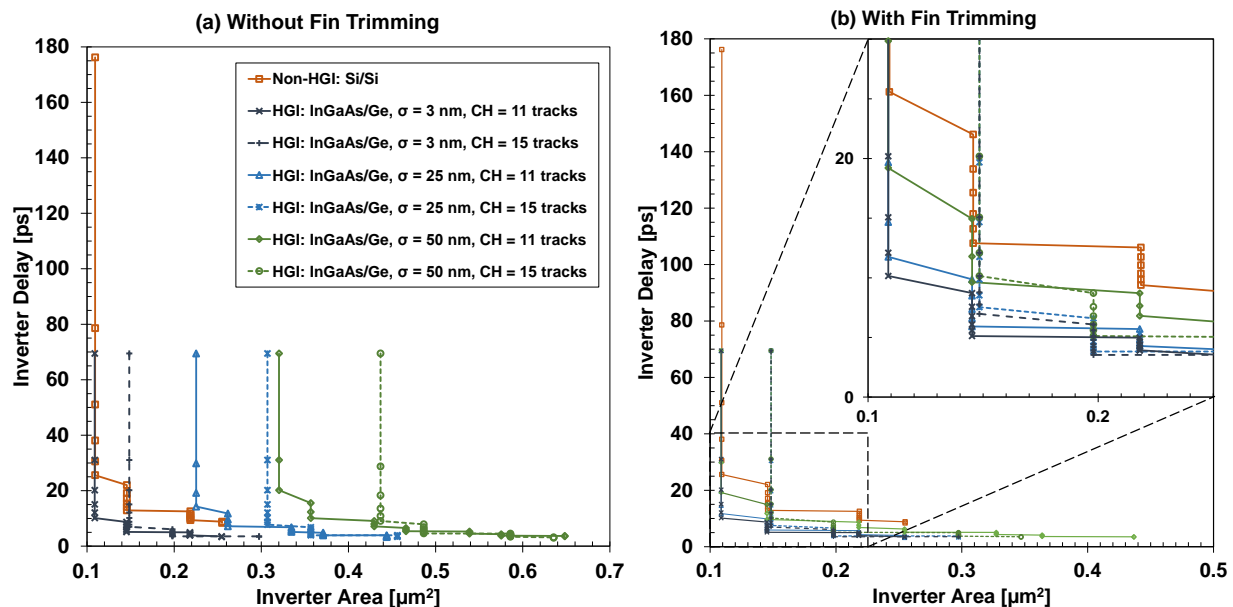 (a) Without Fin Trimming
180
160
140
120
100
80
60
40
20
0
Inverter Delay [ps]
Non-HGI: Si/Si
HGI: InGaAs/Ge, σ = 3 nm, CH = 11 tracks
HGI: InGaAs/Ge, σ = 3 nm, CH = 15 tracks
HGI: InGaAs/Ge, σ = 25 nm, CH = 11 tracks
HGI: InGaAs/Ge, σ = 25 nm, CH = 15 tracks
HGI: InGaAs/Ge, σ = 50 nm, CH = 11 tracks
HGI: InGaAs/Ge, σ = 50 nm, CH = 15 tracks
0.1 0.2 0.3 0.4 0.5 0.6 0.7
Inverter Area [µm²]
(b) With Fin Trimming
180
160
140
120
100
80
60
40
20
0
Inverter Delay [ps]
20
0
0.1 0.2
0.1 0.2 0.3 0.4 0.5
Inverter Area [µm²]